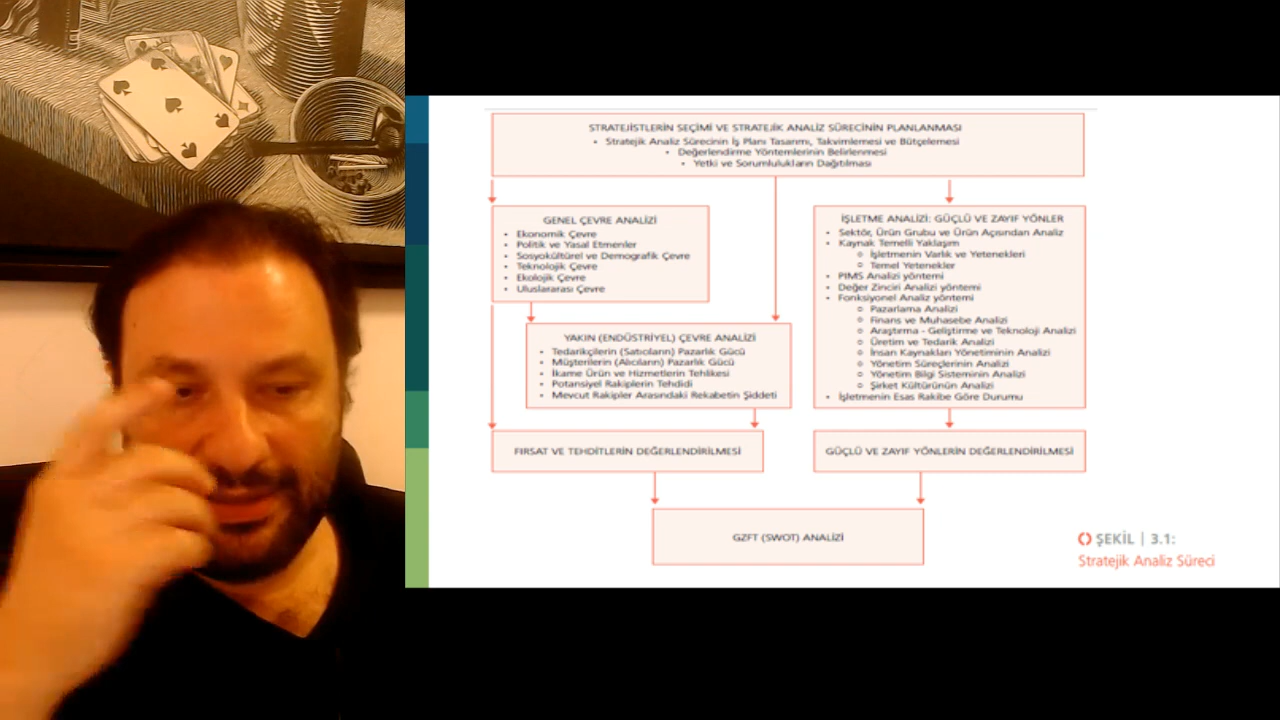 STRATEJİSTLERİN SEÇİMİ VE STRATEJİK ANALİZ SÜRECİNİN PLANLANMASI
• Stratejik Analiz Sürecinin İş Planı Tasarımı, Takvimlemesi ve Bütçelemesi
• Değerlendirme Yöntemlerinin Belirlenmesi
• Yetki ve Sorumlulukların Dağıtılması
GENEL ÇEVRE ANALİZİ
• Ekonomik Çevre
• Politik ve Yasal Etmenler
• Sosyokültürel ve Demografik Çevre
• Teknolojik Çevre
• Ekolojik Çevre
• Uluslararası Çevre
YAKIN (ENDÜSTRİYEL) ÇEVRE ANALİZİ
• Tedarikçilerin (Satıcıların) Pazarlık Gücü
• Müşterilerin (Alıcıların) Pazarlık Gücü
• İkame Ürün ve Hizmetlerin Tehlikesi
• Potansiyel Rakiplerin Tehdidi
• Mevcut Rakipler Arasındaki Rekabetin Şiddeti
İŞLETME ANALİZİ: GÜÇLÜ VE ZAYIF YÖNLER
• Sektör, Ürün Grubu ve Ürün Açısından Analiz
• Kaynak Temelli Yaklaşım
o İşletmenin Varlık ve Yetenekleri
o Temel Yetenekler
• PIMS Analizi yöntemi
• Değer Zinciri Analizi yöntemi
• Fonksiyonel Analiz yöntemi
o Pazarlama Analizi
o Finans ve Muhasebe Analizi
o Araştırma - Geliştirme ve Teknoloji Analizi
o Üretim ve Tedarik Analizi
o İnsan Kaynakları Yönetiminin Analizi
o Yönetim Süreçlerinin Analizi
o Yönetim Bilgi Sisteminin Analizi
o Şirket Kültürünün Analizi
• İşletmenin Esas Rakibe Göre Durumu
FIRSAT VE TEHDİTLERİN DEĞERLENDİRİLMESİ
GÜÇLÜ VE ZAYIF YÖNLERİN DEĞERLENDİRİLMESİ
GZFT (SWOT) ANALİZİ
ŞEKİL | 3.1:
Stratejik Analiz Süreci